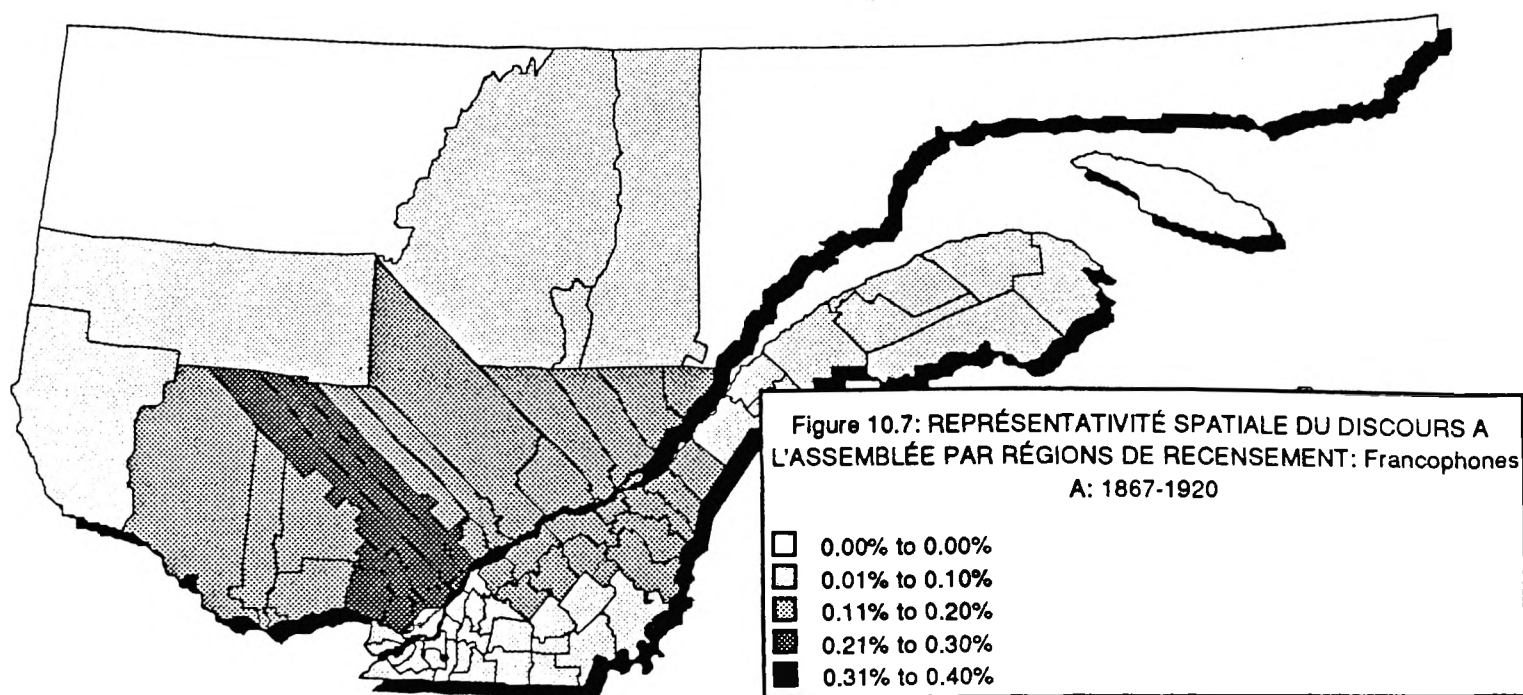 Figure 10.7: REPRÉSENTATIVITÉ SPATIALE DU DISCOURS A
L'ASSEMBLÉE PAR RÉGIONS DE RECENSEMENT: Francophones
A: 1867-1920
0.00% to 0.00%
0.01% to 0.10%
0.11% to 0.20%
0.21% to 0.30%
0.31% to 0.40%